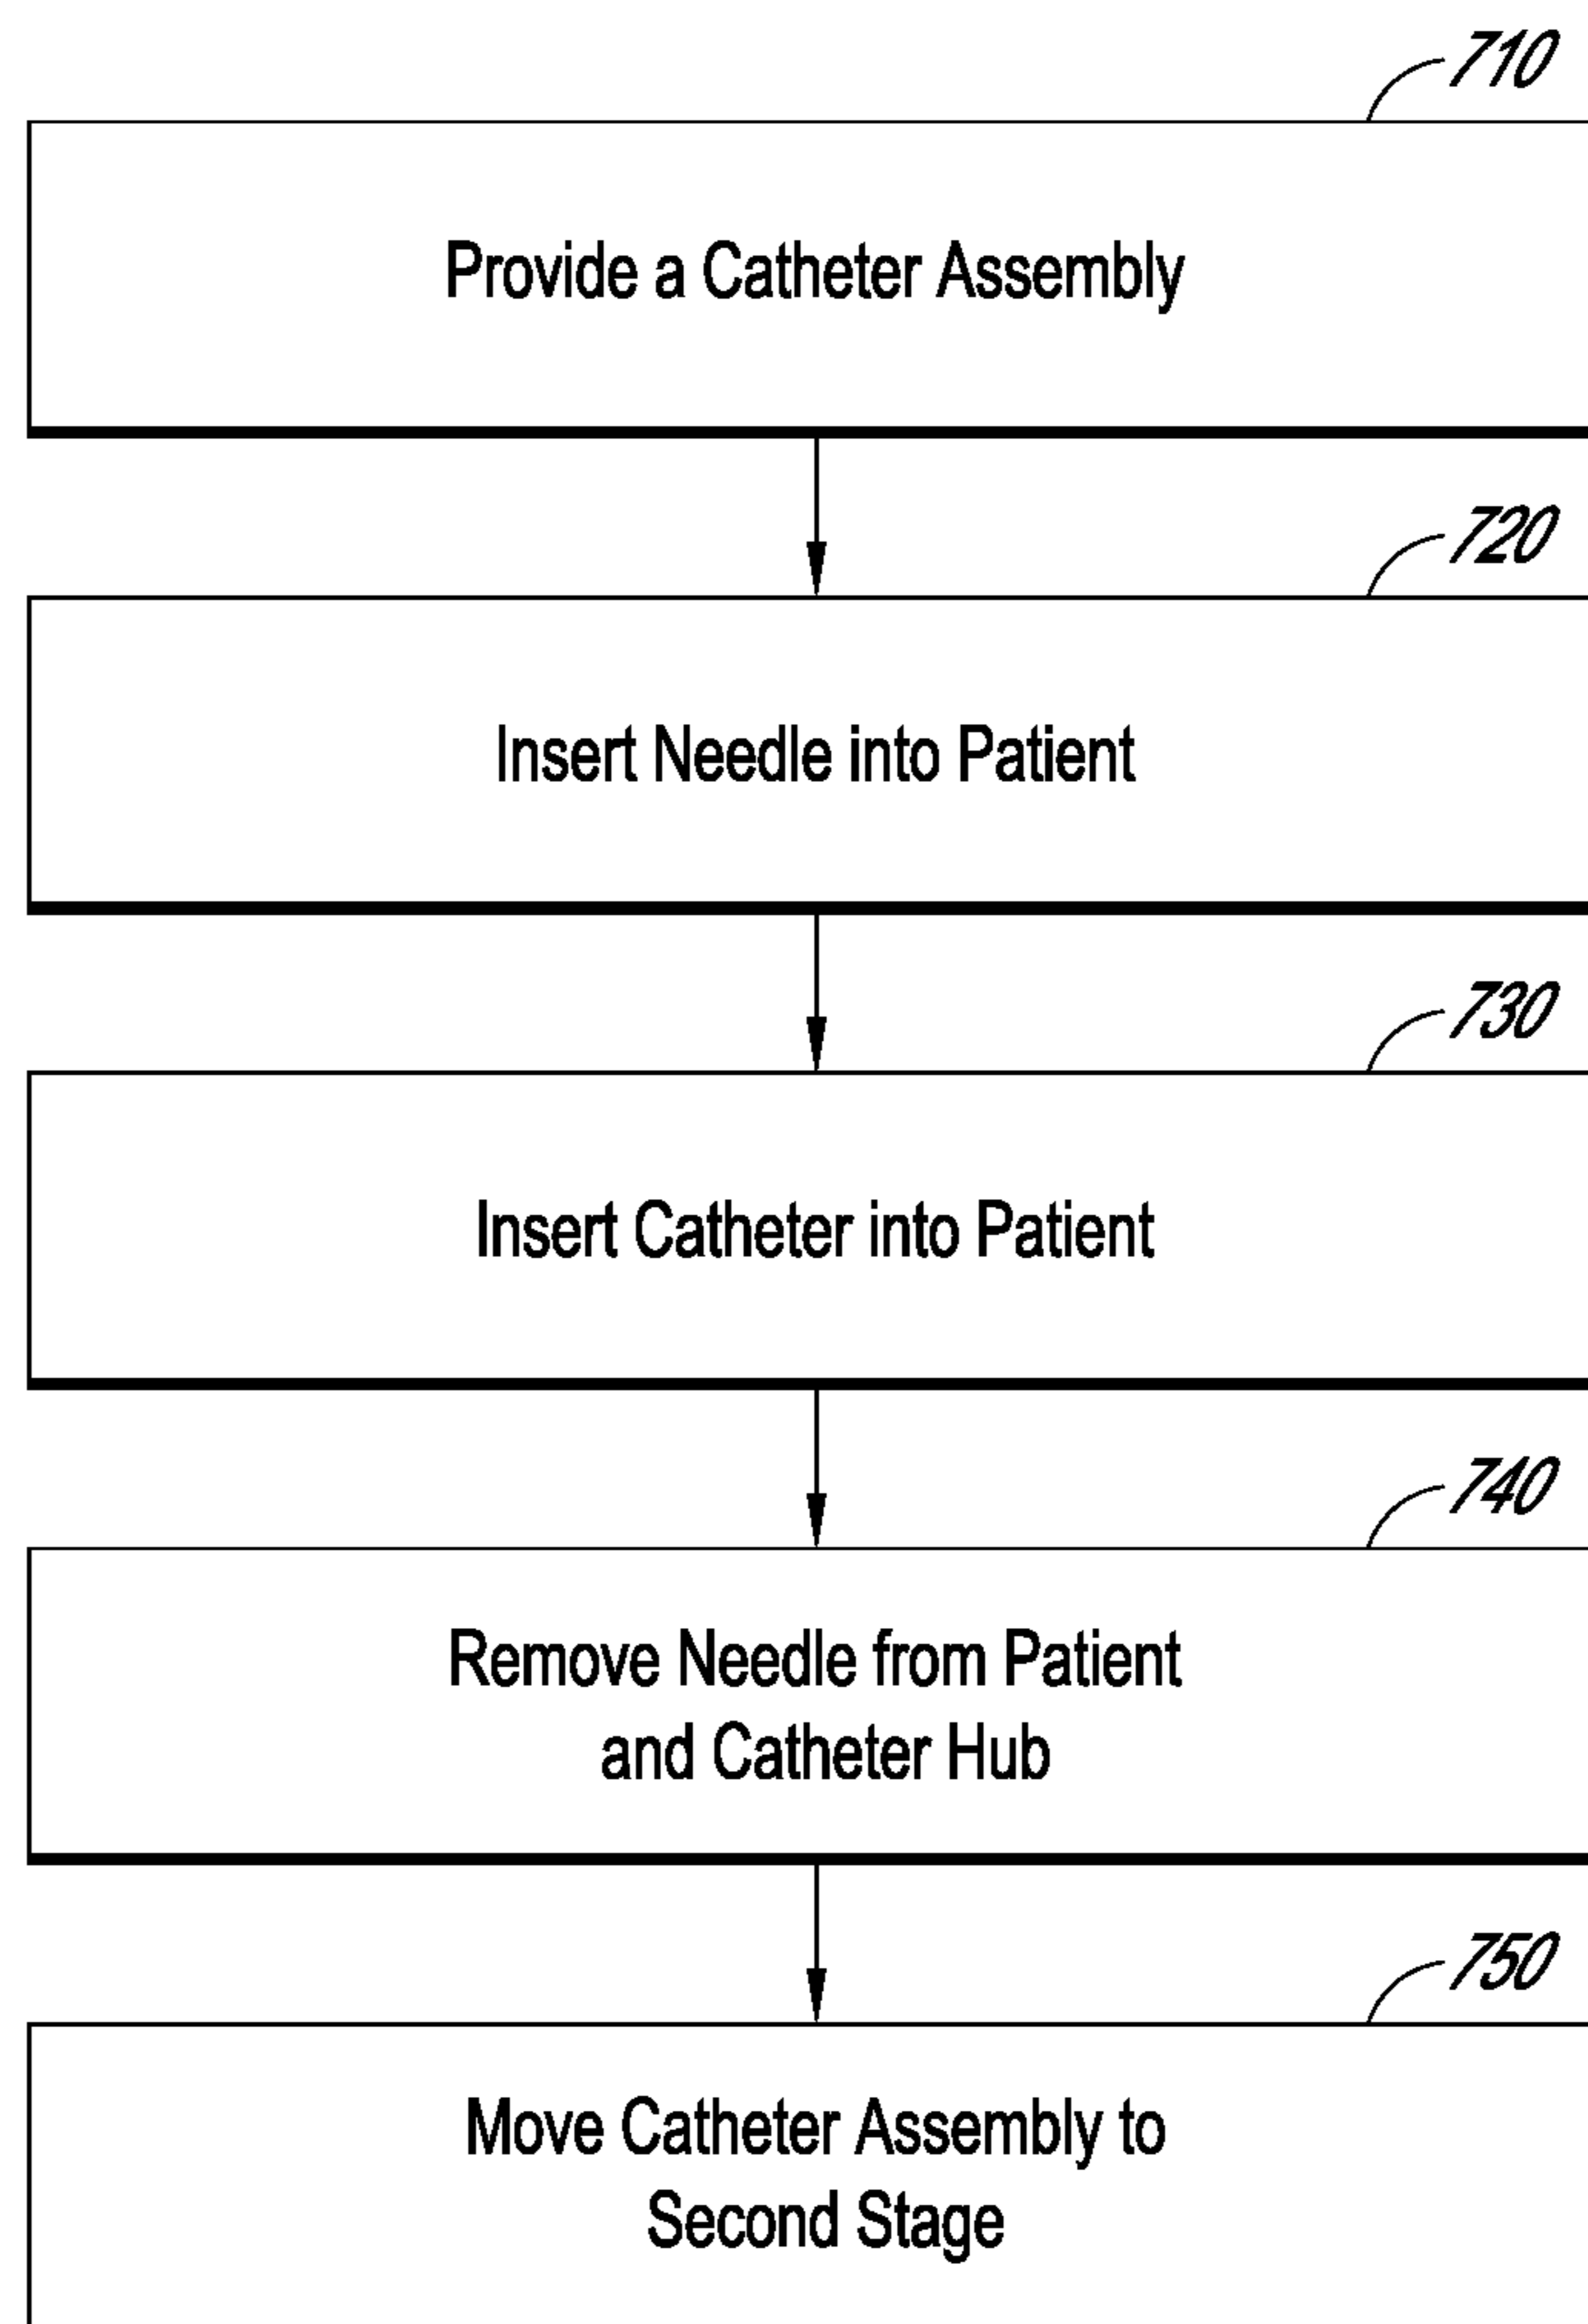 710
Provide a Catheter Assembly
720
Insert Needle into Patient
730
Insert Catheter into Patient
740
Remove Needle from Patient
and Catheter Hub
750
Move Catheter Assembly to
Second Stage